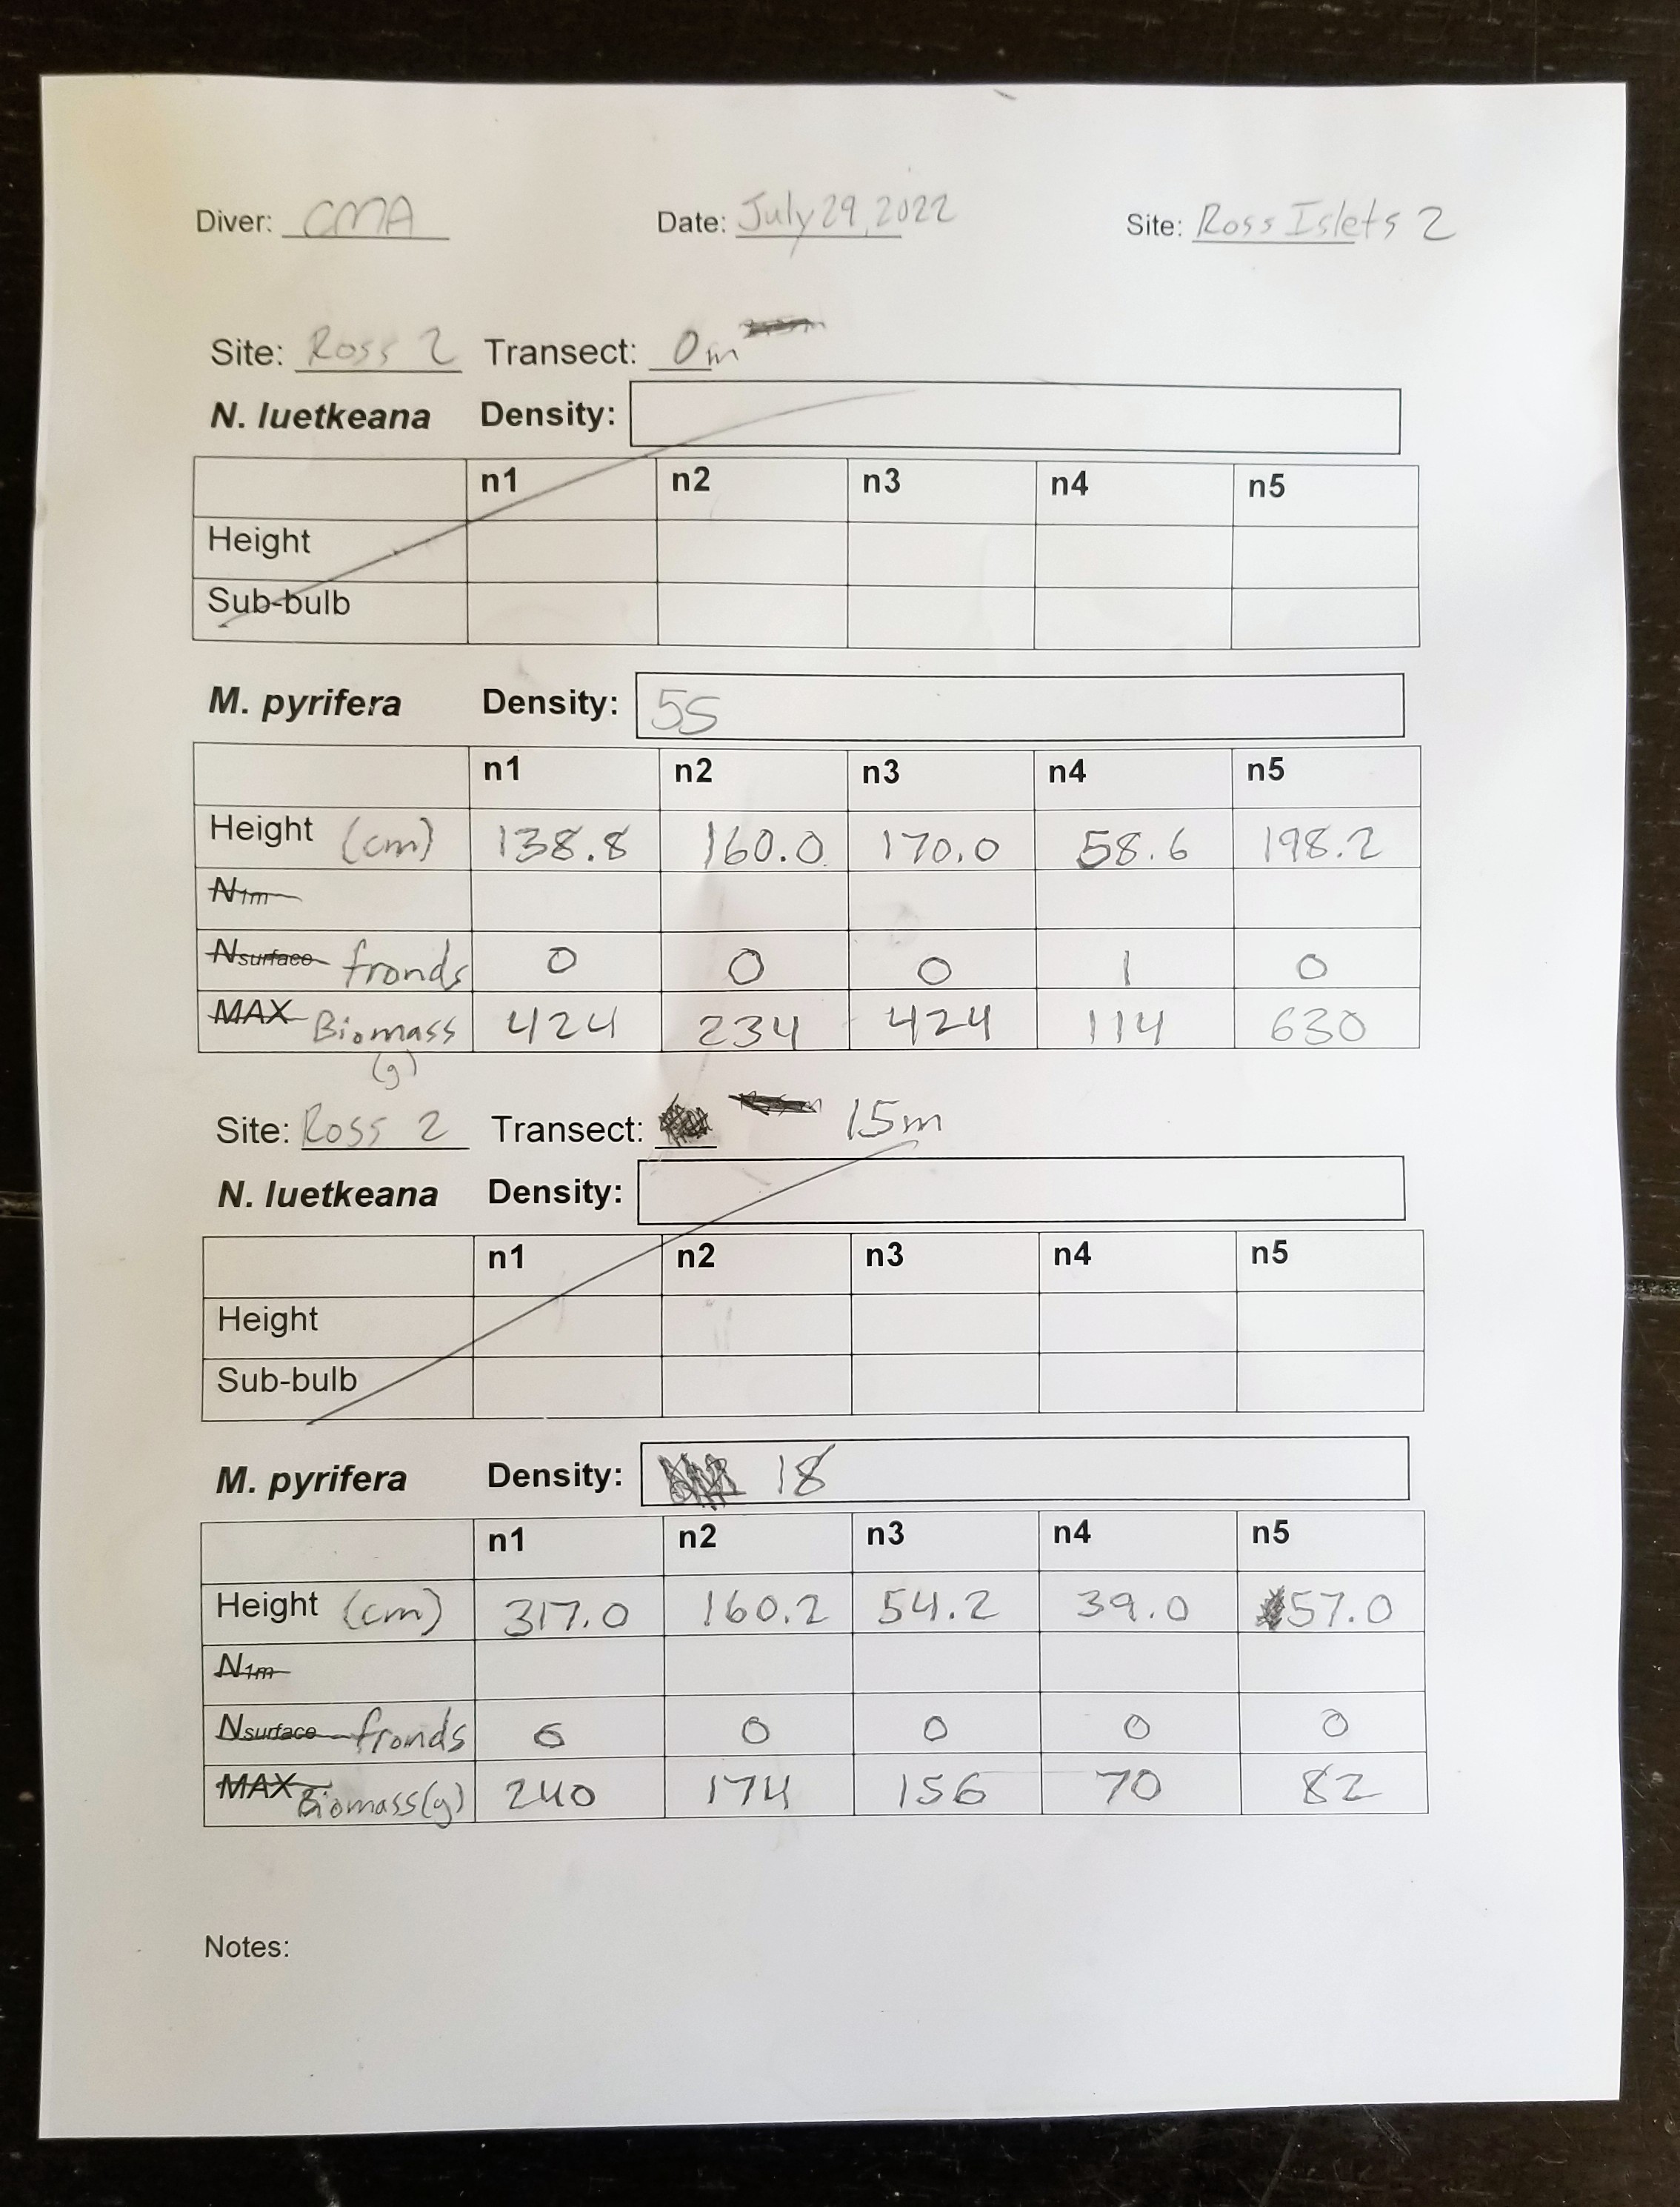 Diver: CMA Date: July 29, 2022 Site: Ross Islets 2
Site: Ross 2 Transect: 0m
N. luetkeana Density:
n1 n2 n3 n4 n5
Height
Sub-bulb
M. pyrifera Density: 55
n1 n2 n3 n4 n5
Height (cm) 138.8 160.0 170.0 58.6 198.2
N1m
Nsurface fronds 0 0 0 1 0
MAX Biomass 424 234 424 114 630
(g)
Site: Ross 2 Transect: 15m
N. luetkeana Density:
n1 n2 n3 n4 n5
Height
Sub-bulb
M. pyrifera Density: 18
n1 n2 n3 n4 n5
Height (cm) 317.0 160.2 54.2 39.0 57.0
N1m
Nsurface fronds 0 0 0 0
MAX Biomass(g) 240 174 156 70 82
Notes: